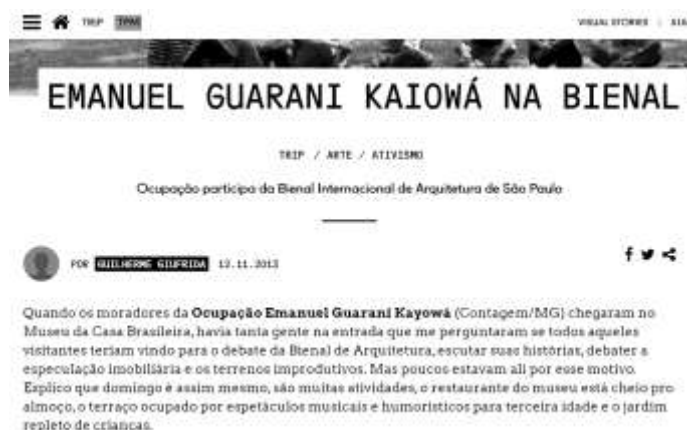 TRIP TPM
VISUAL STORIES |
EMANUEL GUARANI KAIOWÁ NA BIENAL
TRIP / ARTE / ATIVISMO
Ocupação participa da Bienal Internacional de Arquitetura de São Paulo
POR GUILHERME GIUFRIDA 12.11.2013
Quando os moradores da Ocupação Emanuel Guarani Kayowá (Contagem/MG) chegaram no
Museu da Casa Brasileira, havia tanta gente na entrada que me perguntaram se todos aqueles
visitantes teriam vindo para o debate da Bienal de Arquitetura, escutar suas histórias, debater a
especulação imobiliária e os terrenos improdutivos. Mas poucos estavam ali por esse motivo.
Explico que domingo é assim mesmo, são muitas atividades, o restaurante do museu está cheio pro
almoço, o terraço ocupado por espetáculos musicais e humorísticos para terceira idade e o jardim
repleto de crianças.